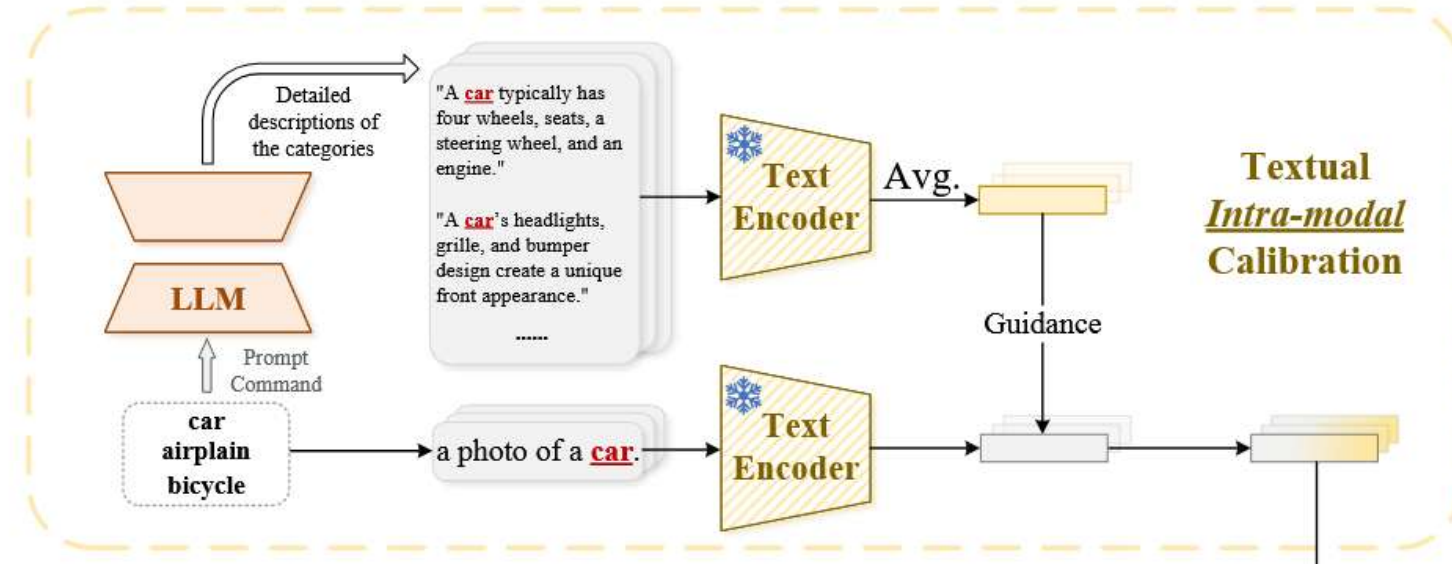 Detailed
descriptions of
the categories
"A car typically has
four wheels, seats, a
steering wheel, and an
engine."
"A car’s headlights,
grille, and bumper
design create a unique
front appearance."
......
Text
Encoder
Avg.
Textual
Intra-modal
Calibration
LLM
Guidance
Prompt
Command
car
airplain
bicycle
a photo of a car.
Text
Encoder